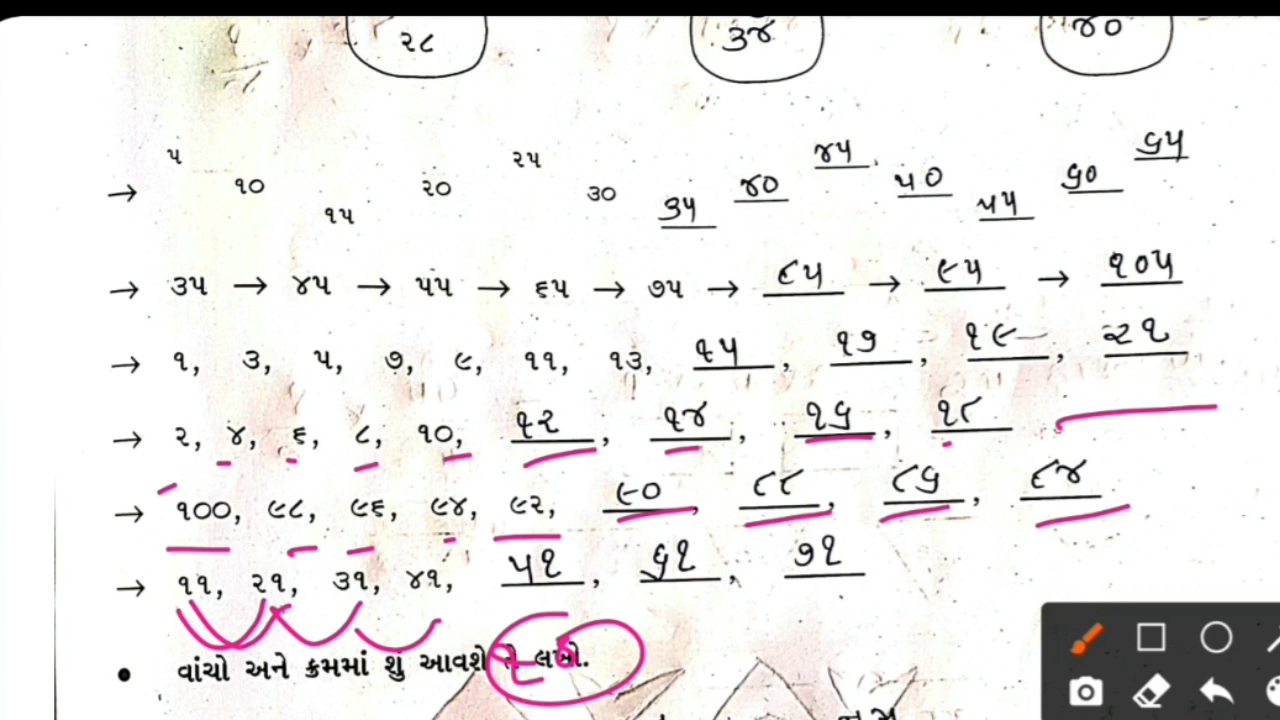 ૨૮ ૩૪ ૪૦
→ ૫ ૧૦ ૧૫ ૨૦ ૨૫ ૩૦ ૩૫ ૪૦ ૪૫ ૫૦ ૫૫ ૬૦ ૬૫
→ ૩૫ → ૪૫ → ૫૫ → ૬૫ → ૭૫ → ૮૫ → ૯૫ → ૧૦૫
→ ૧, ૩, ૫, ૭, ૯, ૧૧, ૧૩, ૧૫, ૧૭, ૧૯, ૨૧
→ ૨, ૪, ૬, ૮, ૧૦, ૧૨, ૧૪, ૧૬, ૧૮
→ ૧૦૦, ૯૮, ૯૬, ૯૪, ૯૨, ૯૦, ૮૮, ૮૬, ૮૪
→ ૧૧, ૨૧, ૩૧, ૪૧, ૫૧, ૬૧, ૭૧
• વાંચો અને ક્રમમાં શું આવશે તે લખો.